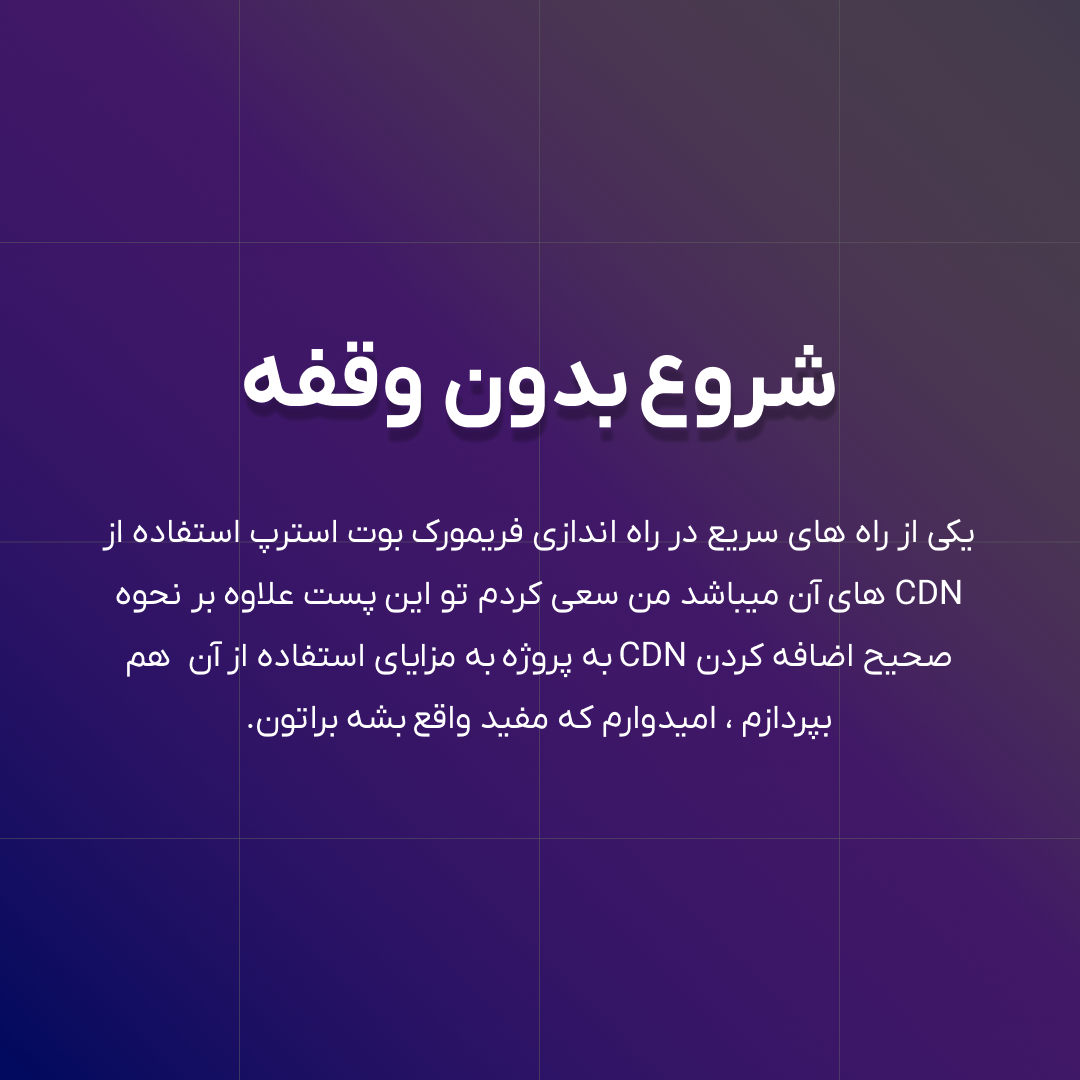 شروع بدون وقفه
یکی از راه های سریع در راه اندازی فریمورک بوت استرپ استفاده از
CDN های آن میباشد من سعی کردم تو این پست علاوه بر نحوه
صحیح اضافه کردن CDN به پروژه به مزایای استفاده از آن هم
بپردازم ، امیدوارم که مفید واقع بشه براتون.